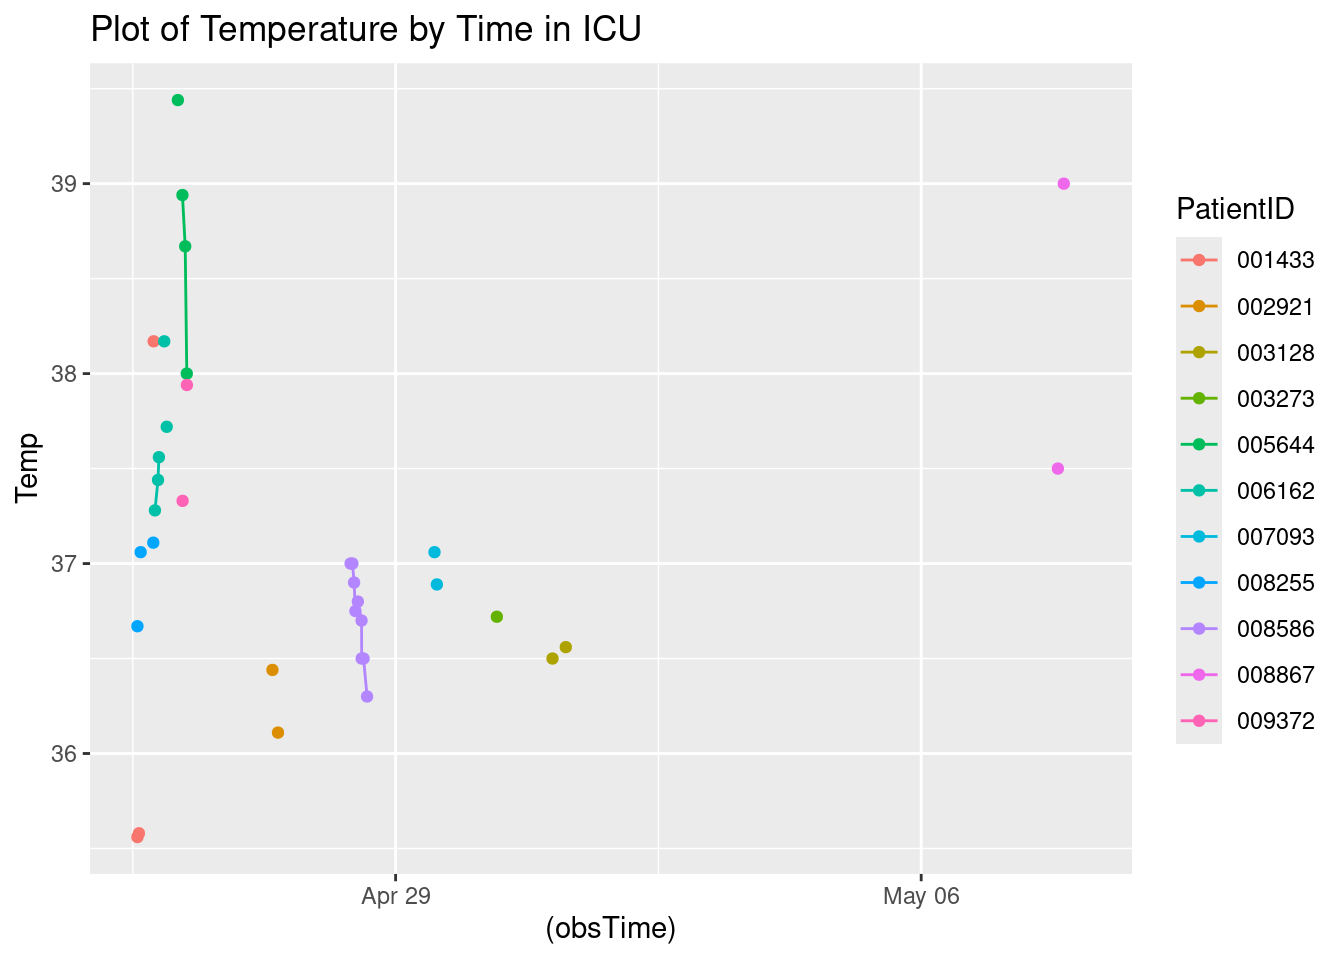 Plot of Temperature by Time in ICU
39
38
37
36
Temp
Apr 29
May 06
(obsTime)
PatientID
001433
002921
003128
003273
005644
006162
007093
008255
008586
008867
009372